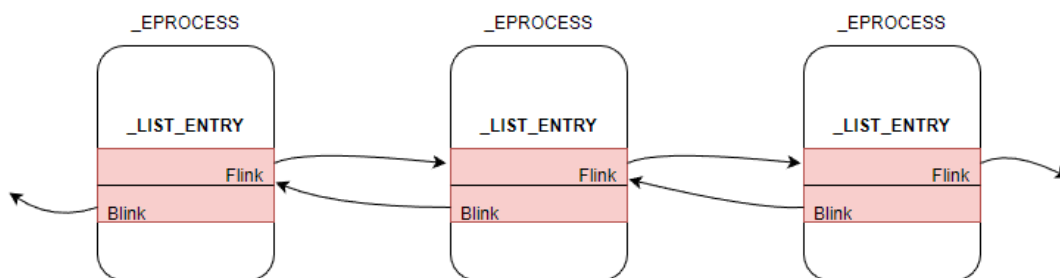 _EPROCESS
_EPROCESS
_EPROCESS
_LIST_ENTRY
_LIST_ENTRY
_LIST_ENTRY
Flink
Flink
Flink
Blink
Blink
Blink